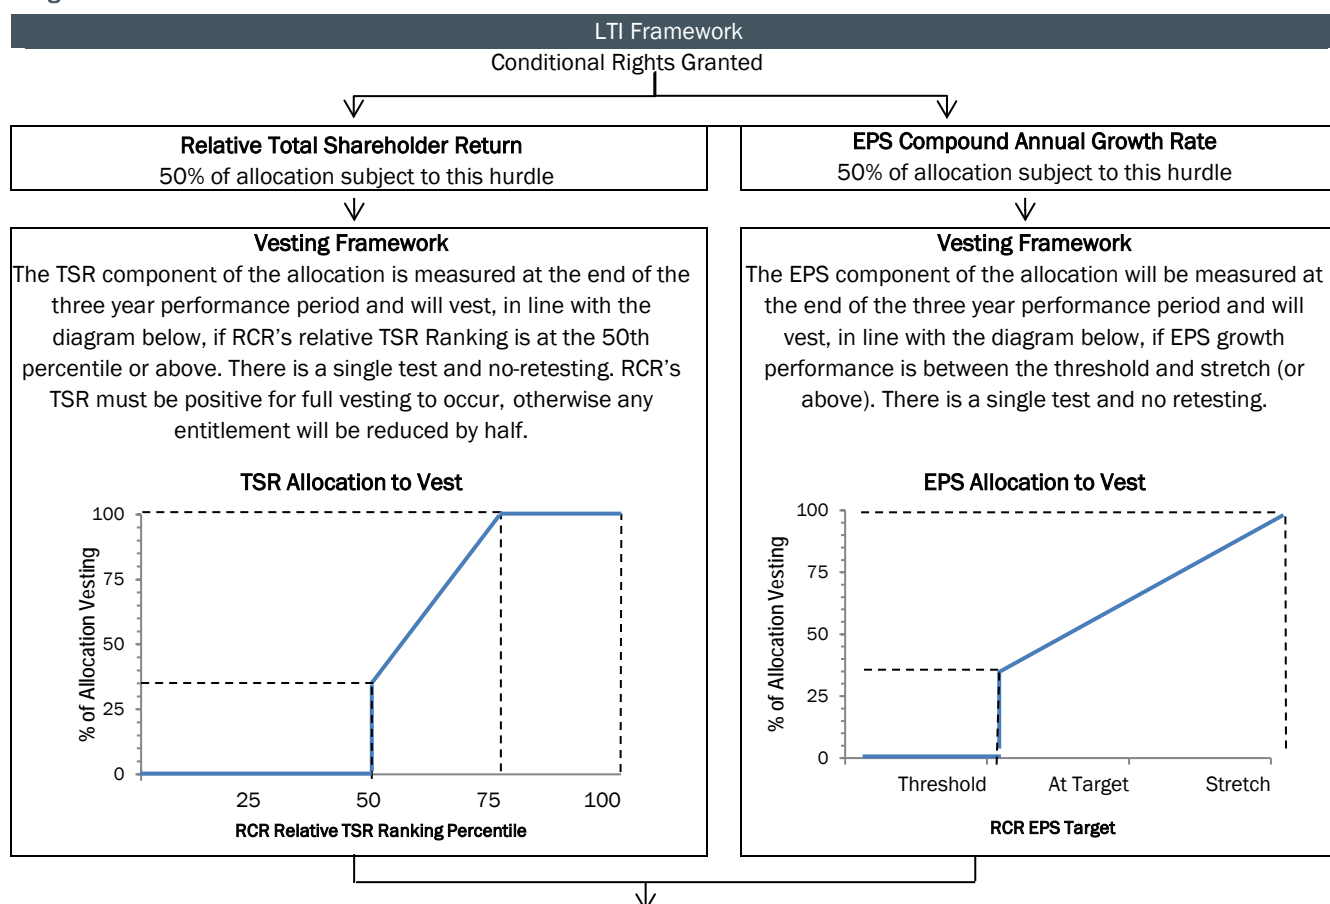 LTI Framework
Conditional Rights Granted
Relative Total Shareholder Return
50% of allocation subject to this hurdle
EPS Compound Annual Growth Rate
50% of allocation subject to this hurdle
Vesting Framework
The TSR component of the allocation is measured at the end of the
three year performance period and will vest, in line with the
diagram below, if RCR's relative TSR Ranking is at the 50th
percentile or above. There is a single test and no-retesting. RCR's
TSR must be positive for full vesting to occur, otherwise any
entitlement will be reduced by half.
TSR Allocation to Vest
% of Allocation Vesting
100
75
50
25
0
25 50 75 100
RCR Relative TSR Ranking Percentile
Vesting Framework
The EPS component of the allocation will be measured at
the end of the three year performance period and will
vest, in line with the diagram below, if EPS growth
performance is between the threshold and stretch (or
above). There is a single test and no retesting.
EPS Allocation to Vest
% of Allocation Vesting
100
75
50
25
0
Threshold At Target Stretch
RCR EPS Target